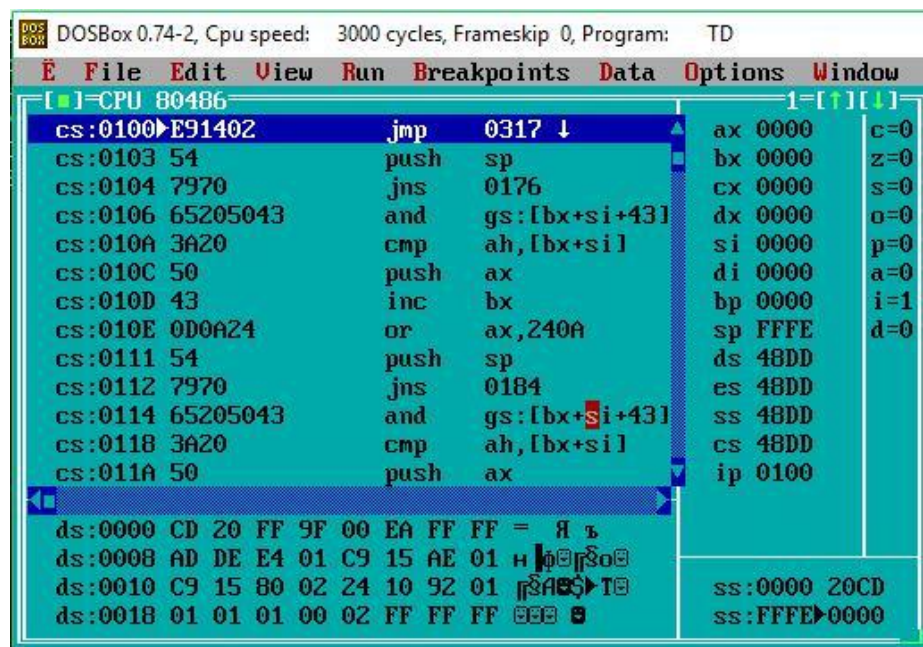 DOSBox 0.74-2, Cpu speed: 3000 cycles, Frameskip 0, Program: TD
Ë File Edit View Run Breakpoints Data Options Window
[■]=CPU 80486 1=[↑][↓]
cs:0100►E91402 jmp 0317 ↓ ax 0000 c=0
cs:0103 54 push sp bx 0000 z=0
cs:0104 7970 jns 0176 cx 0000 s=0
cs:0106 65205043 and gs:[bx+si+43] dx 0000 o=0
cs:010A 3A20 cmp ah,[bx+si] si 0000 p=0
cs:010C 50 push ax di 0000 a=0
cs:010D 43 inc bx bp 0000 i=1
cs:010E 0D0A24 or ax,240A sp FFFE d=0
cs:0111 54 push sp ds 48DD
cs:0112 7970 jns 0184 es 48DD
cs:0114 65205043 and gs:[bx+si+43] ss 48DD
cs:0118 3A20 cmp ah,[bx+si] cs 48DD
cs:011A 50 push ax ip 0100
ds:0000 CD 20 FF 9F 00 EA FF FF = Я ъ
ds:0008 AD DE E4 01 C9 15 AE 01
ds:0010 C9 15 80 02 24 10 92 01 ss:0000 20CD
ds:0018 01 01 01 00 02 FF FF FF ss:FFFE►0000